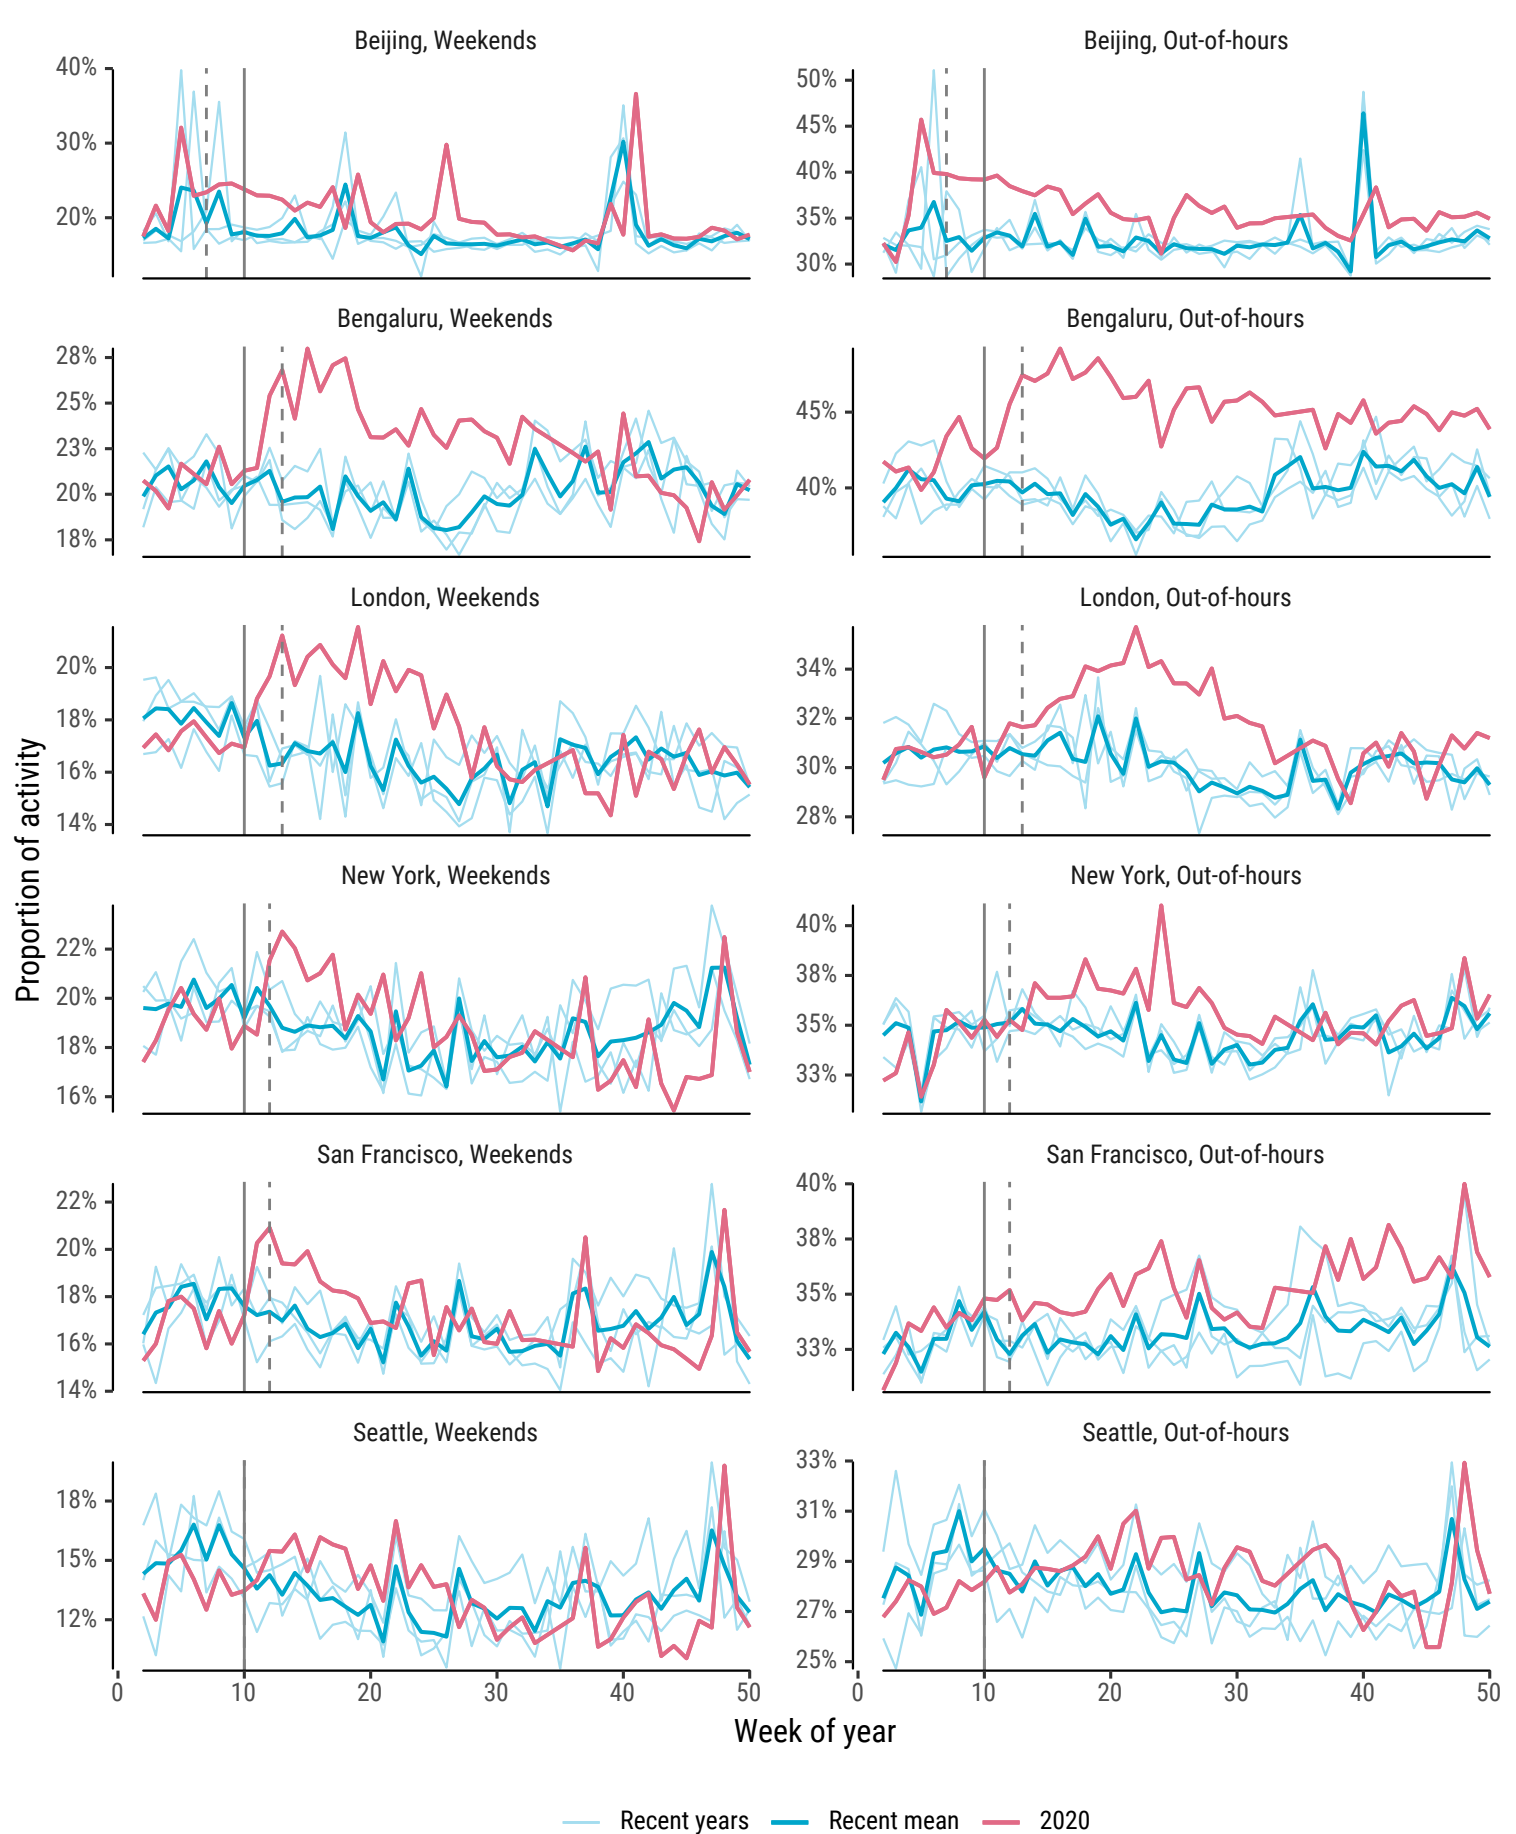 Beijing, Weekends
Beijing, Out-of-hours
40%
30%
20%
50%
45%
40%
35%
30%
Bengaluru, Weekends
Bengaluru, Out-of-hours
28%
25%
23%
20%
18%
45%
40%
London, Weekends
London, Out-of-hours
20%
18%
16%
14%
34%
32%
30%
28%
Proportion of activity
New York, Weekends
New York, Out-of-hours
22%
20%
18%
16%
40%
38%
35%
33%
San Francisco, Weekends
San Francisco, Out-of-hours
22%
20%
18%
16%
14%
40%
38%
35%
33%
Seattle, Weekends
Seattle, Out-of-hours
18%
15%
12%
33%
31%
29%
27%
25%
0 10 20 30 40 50
0 10 20 30 40 50
Week of year
Recent years Recent mean 2020